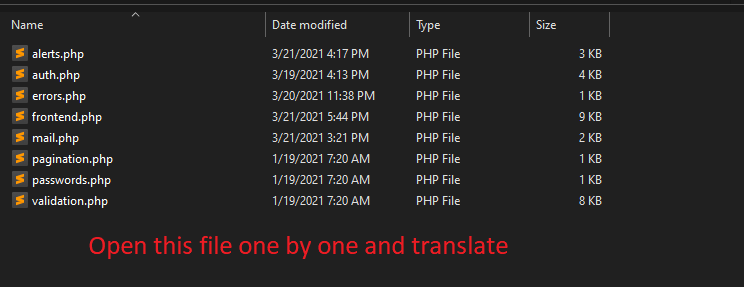 Name Date modified Type Size
alerts.php 3/21/2021 4:17 PM PHP File 3 KB
auth.php 3/19/2021 4:13 PM PHP File 4 KB
errors.php 3/20/2021 11:38 PM PHP File 1 KB
frontend.php 3/21/2021 5:44 PM PHP File 9 KB
mail.php 3/21/2021 3:21 PM PHP File 2 KB
pagination.php 1/19/2021 7:20 AM PHP File 1 KB
passwords.php 1/19/2021 7:20 AM PHP File 1 KB
validation.php 1/19/2021 7:20 AM PHP File 8 KB
Open this file one by one and translate